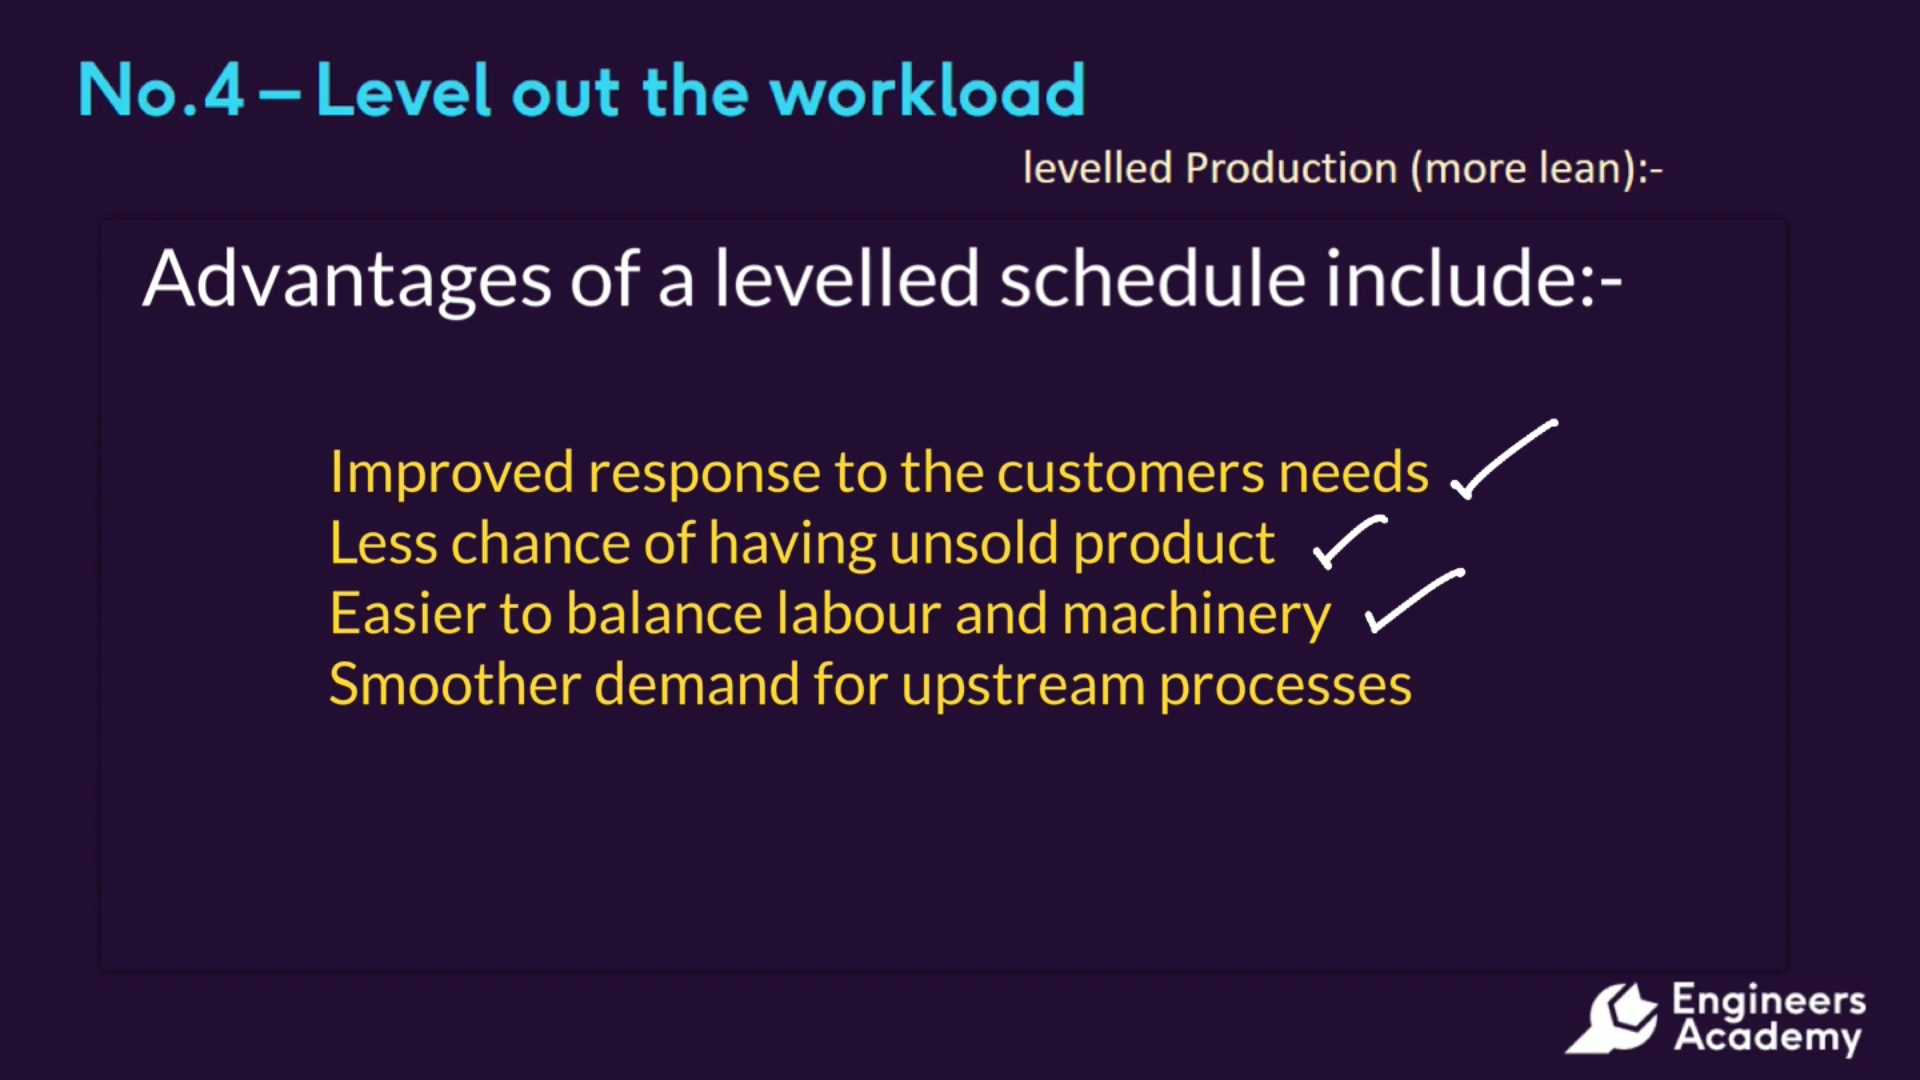 No.4 – Level out the workload
levelled Production (more lean):-
Advantages of a levelled schedule include:-
Improved response to the customers needs
Less chance of having unsold product
Easier to balance labour and machinery
Smoother demand for upstream processes
Engineers
Academy